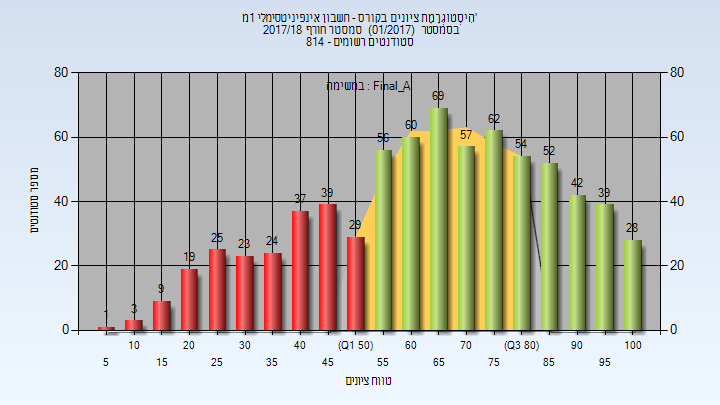 היסטוגרמת ציונים בקורס - חשבון אינפיניטסימלי 1מ'
בסמסטר (01/2017) סמסטר חורף 2017/18
סטודנטים רשומים - 814
במשימה : Final_A
מספר סטודנטים
80 80
60 60
40 40
20 20
0 0
1 3 9 19 25 23 24 37 39 29 56 60 69 57 62 54 52 42 39 28
10 20 30 40 (Q1 50) 60 70 (Q3 80) 90 100
5 15 25 35 45 55 65 75 85 95
טווח ציונים